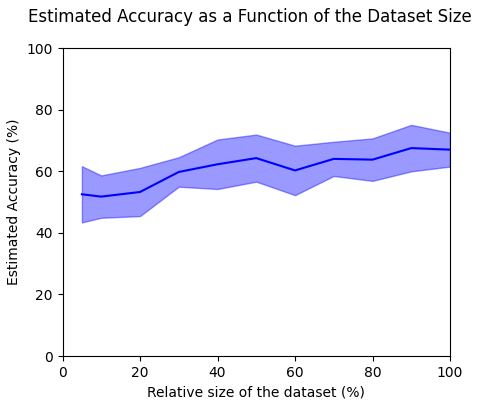 Estimated Accuracy as a Function of the Dataset Size
100
80
60
40
20
0
Estimated Accuracy (%)
0 20 40 60 80 100
Relative size of the dataset (%)